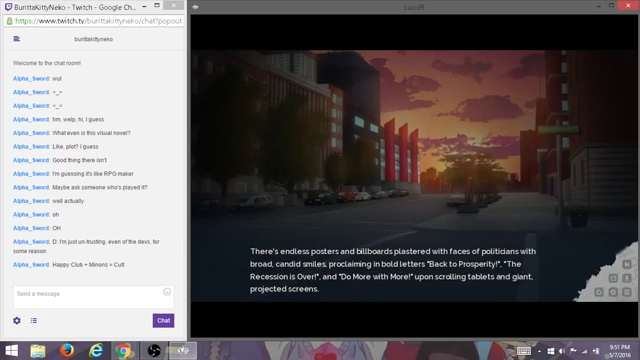 BurittaKittyNeko - Twitch - Google Ch...
https://www.twitch.tv/burittakittyneko/chat?popout
burittakittyneko
Welcome to the chat room!
Alpha_Sword: wut
Alpha_Sword: >_<
Alpha_Sword: <_<
Alpha_Sword: hm, welp, hi, I guess
Alpha_Sword: What even is this visual novel?
Alpha_Sword: Like, plot? I guess
Alpha_Sword: Good thing there isn't
Alpha_Sword: I'm guessing it's like RPG maker
Alpha_Sword: Maybe ask someone who's played it?
Alpha_Sword: well actually
Alpha_Sword: oh
Alpha_Sword: OH
Alpha_Sword: D: I'm just un-trusting, even of the devs. for
some reason
Alpha_Sword: Happy Club + Minons = Cult
Send a message
Chat
Lucid9
There's endless posters and billboards plastered with faces of politicians with
broad, candid smiles, proclaiming in bold letters "Back to Prosperity!", "The
Recession is Over!", and "Do More with More!" upon scrolling tablets and giant,
projected screens.
9:51 PM
5/7/2016